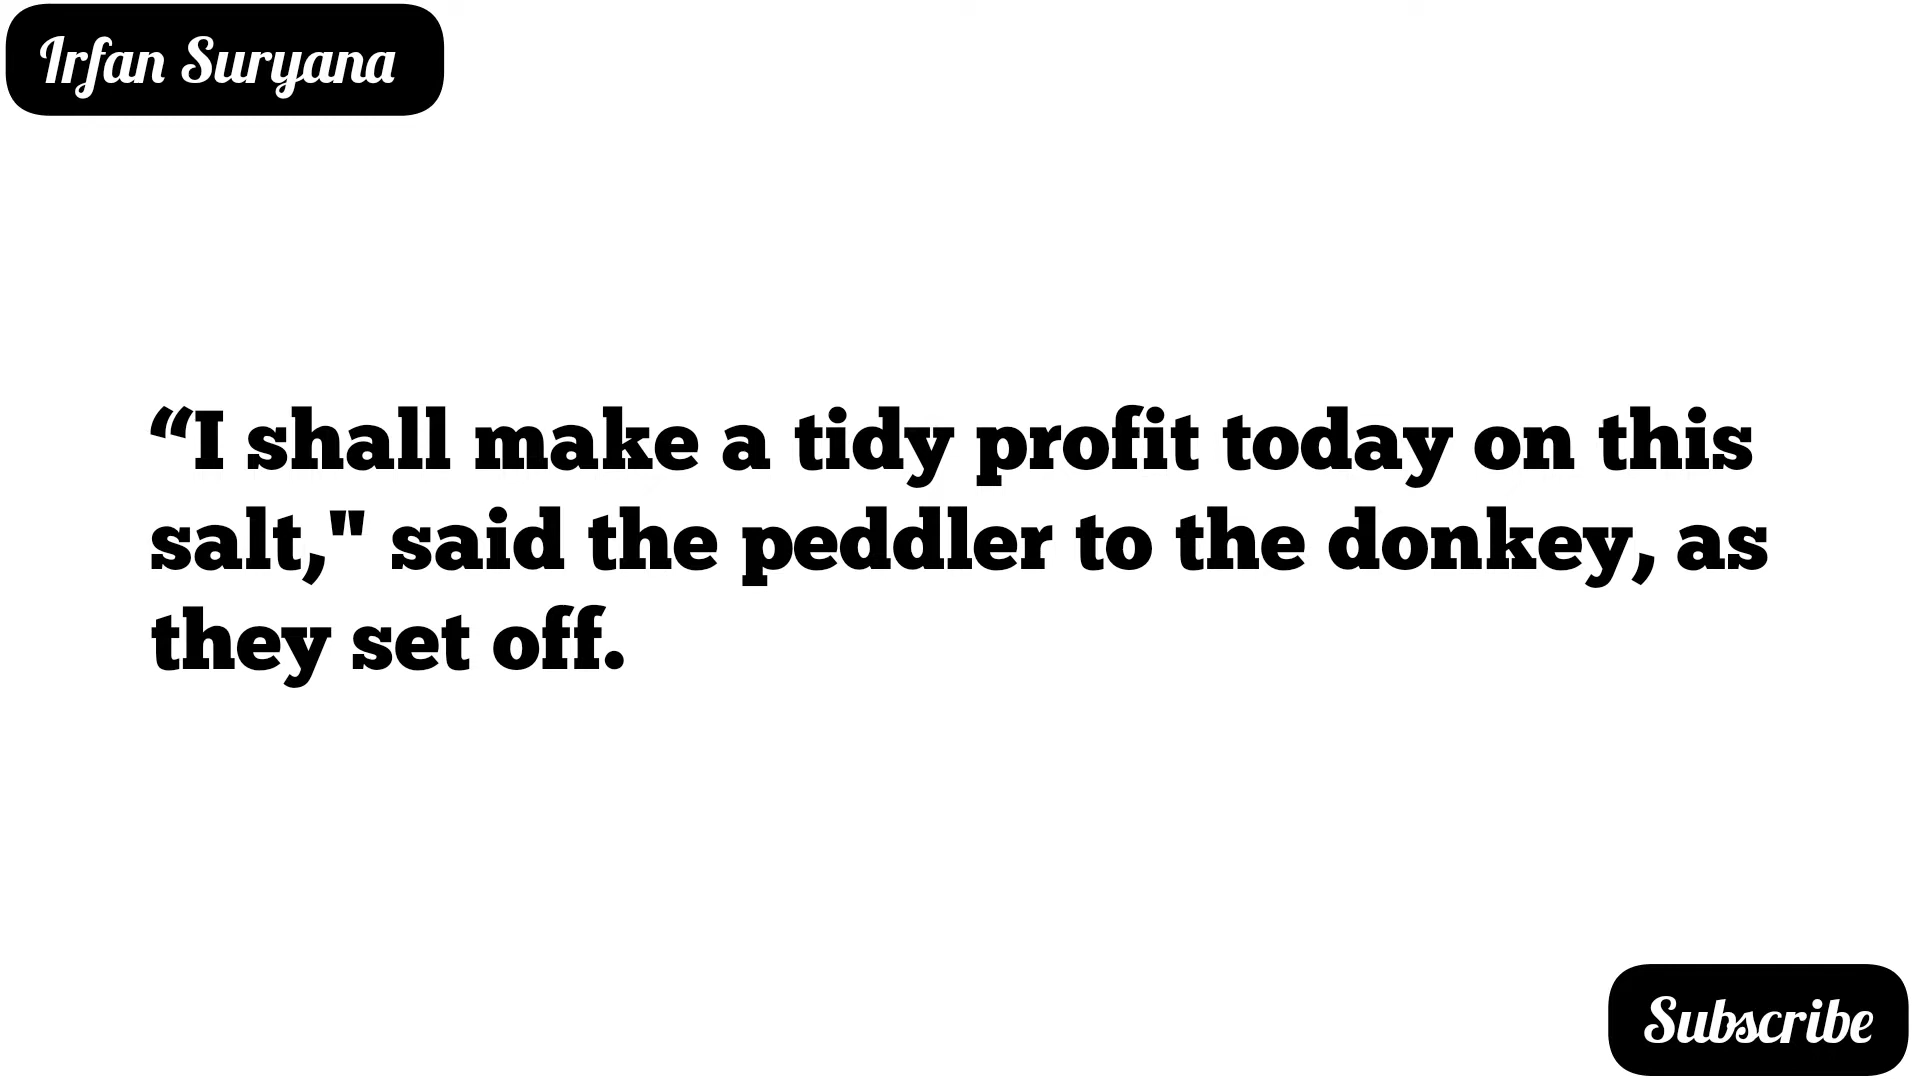 Irfan Suryana
“I shall make a tidy profit today on this
salt," said the peddler to the donkey, as
they set off.
Subscribe